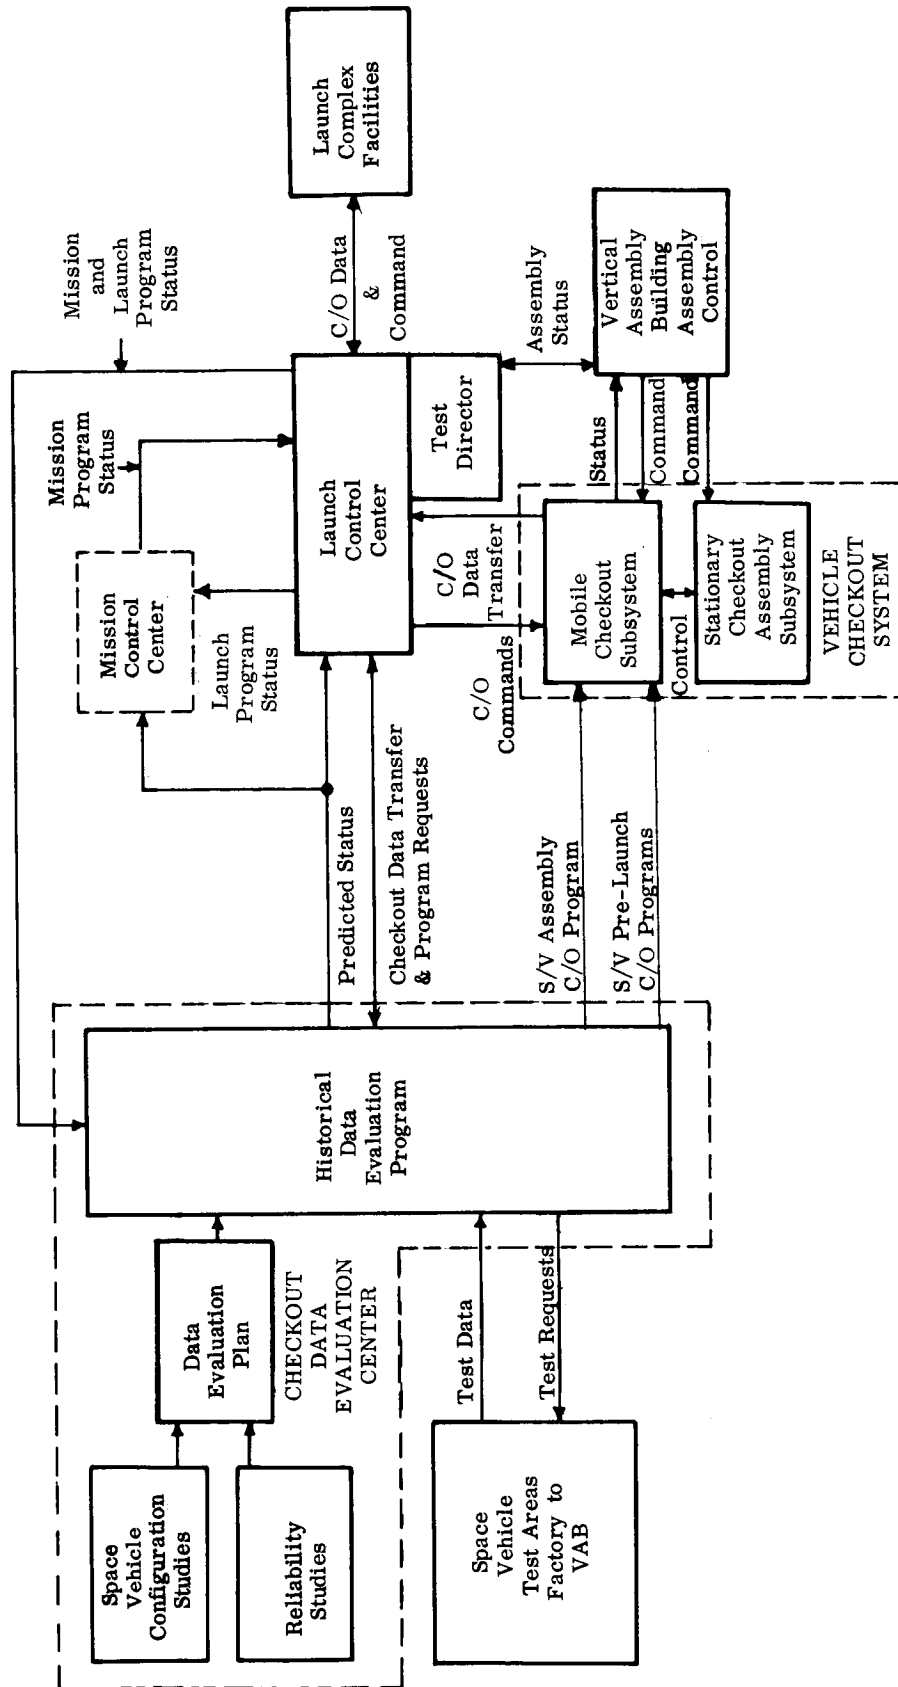 Space
Vehicle
Configuration
Studies
Reliability
Studies
Data
Evaluation
Plan
CHECKOUT
DATA
EVALUATION
CENTER
Space
Vehicle
Test Areas
Factory to
VAB
Test Data
Test Requests
Historical
Data
Evaluation
Program
Predicted Status
Checkout Data Transfer
& Program Requests
S/V Assembly
C/O Program
S/V Pre-Launch
C/O Programs
Mission
Control
Center
Launch
Program
Status
Mission
Program
Status
Mission
and
Launch
Program
Status
Launch
Control
Center
Test
Director
C/O Data
&
Command
Launch
Complex
Facilities
C/O
Commands
C/O
Data
Transfer
Assembly
Status
Mobile
Checkout
Subsystem
Control
Stationary
Checkout
Assembly
Subsystem
VEHICLE
CHECKOUT
SYSTEM
Status
Command
Command
Vertical
Assembly
Building
Assembly
Control